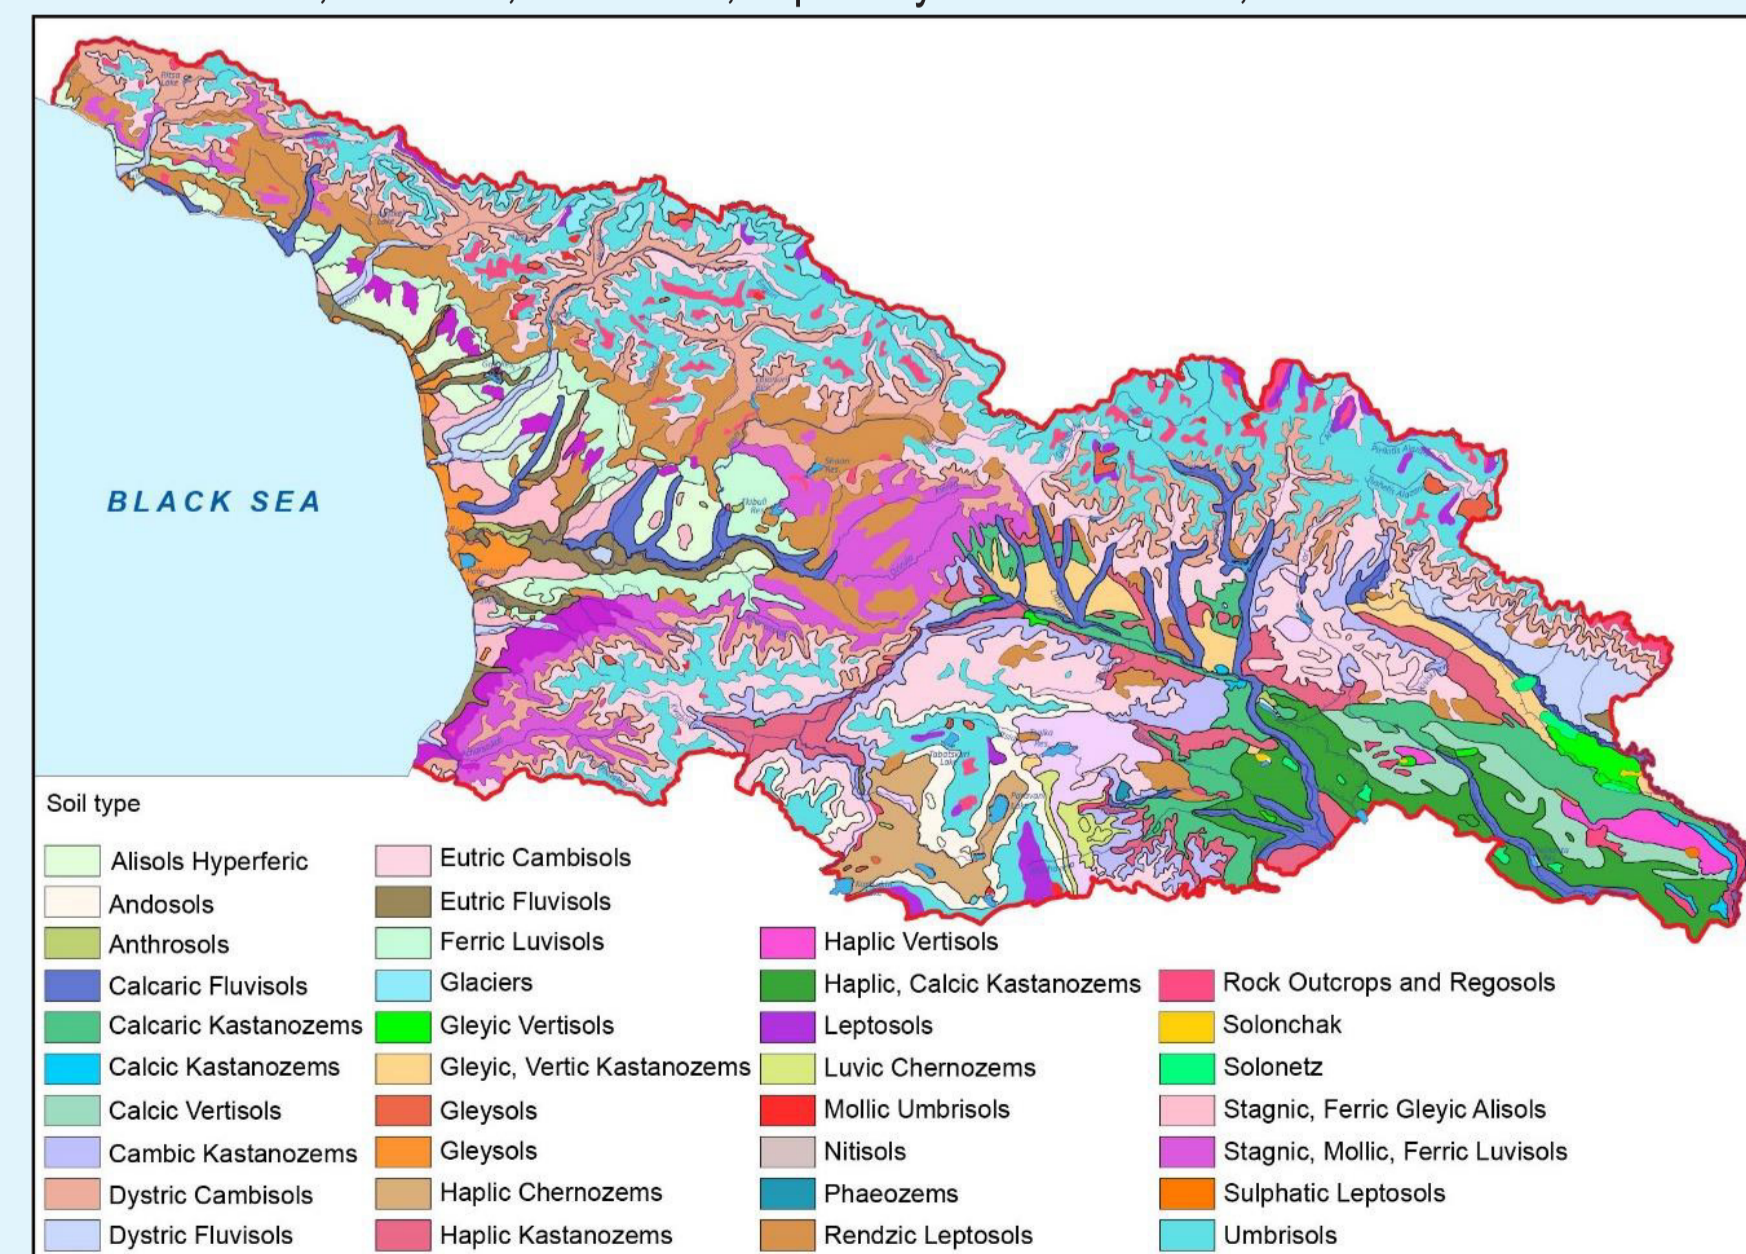 BLACK SEA
Soil type
Alisols Hyperferic
Andosols
Anthrosols
Calcaric Fluvisols
Calcaric Kastanozems
Calcic Kastanozems
Calcic Vertisols
Cambic Kastanozems
Dystric Cambisols
Dystric Fluvisols
Eutric Cambisols
Eutric Fluvisols
Ferric Luvisols
Glaciers
Gleyic Vertisols
Gleyic, Vertic Kastanozems
Gleysols
Gleysols
Haplic Chernozems
Haplic Kastanozems
Haplic Vertisols
Haplic, Calcic Kastanozems
Leptosols
Luvic Chernozems
Mollic Umbrisols
Nitisols
Phaeozems
Rendzic Leptosols
Rock Outcrops and Regosols
Solonchak
Solonetz
Stagnic, Ferric Gleyic Alisols
Stagnic, Mollic, Ferric Luvisols
Sulphatic Leptosols
Umbrisols